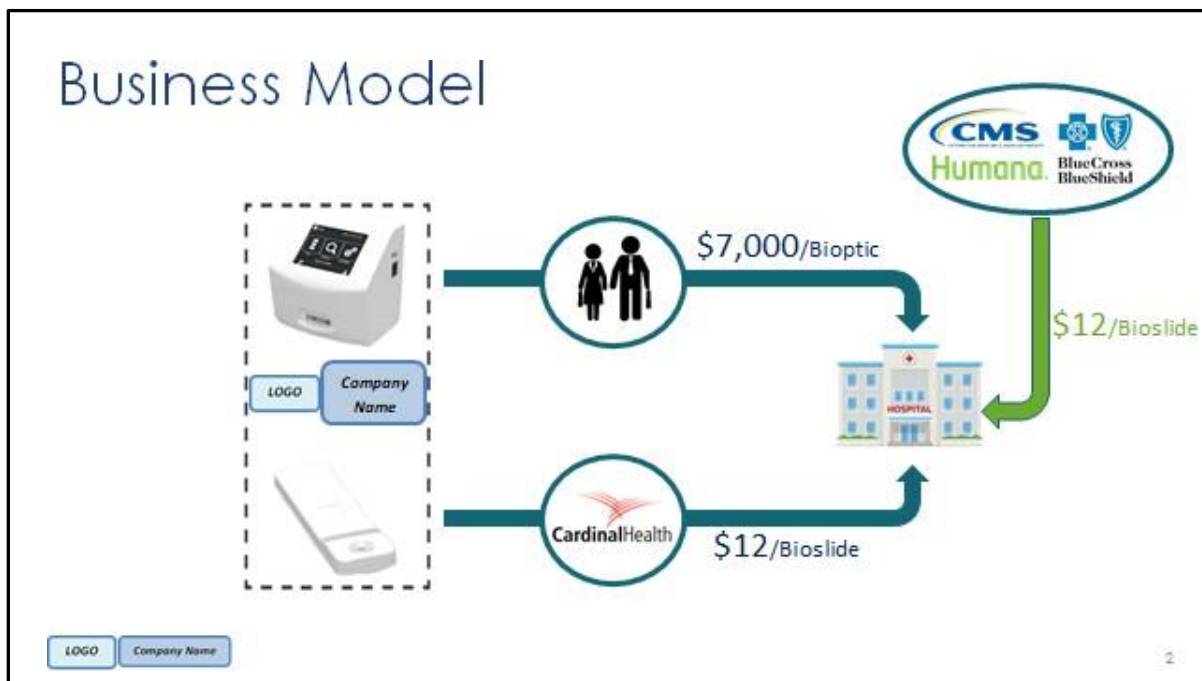 Business Model
CMS
Humana.
BlueCross
BlueShield
$7,000/Bioptic
$12/Bioslide
LOGO
Company
Name
HOSPITAL
CardinalHealth
$12/Bioslide
LOGO
Company Name
2